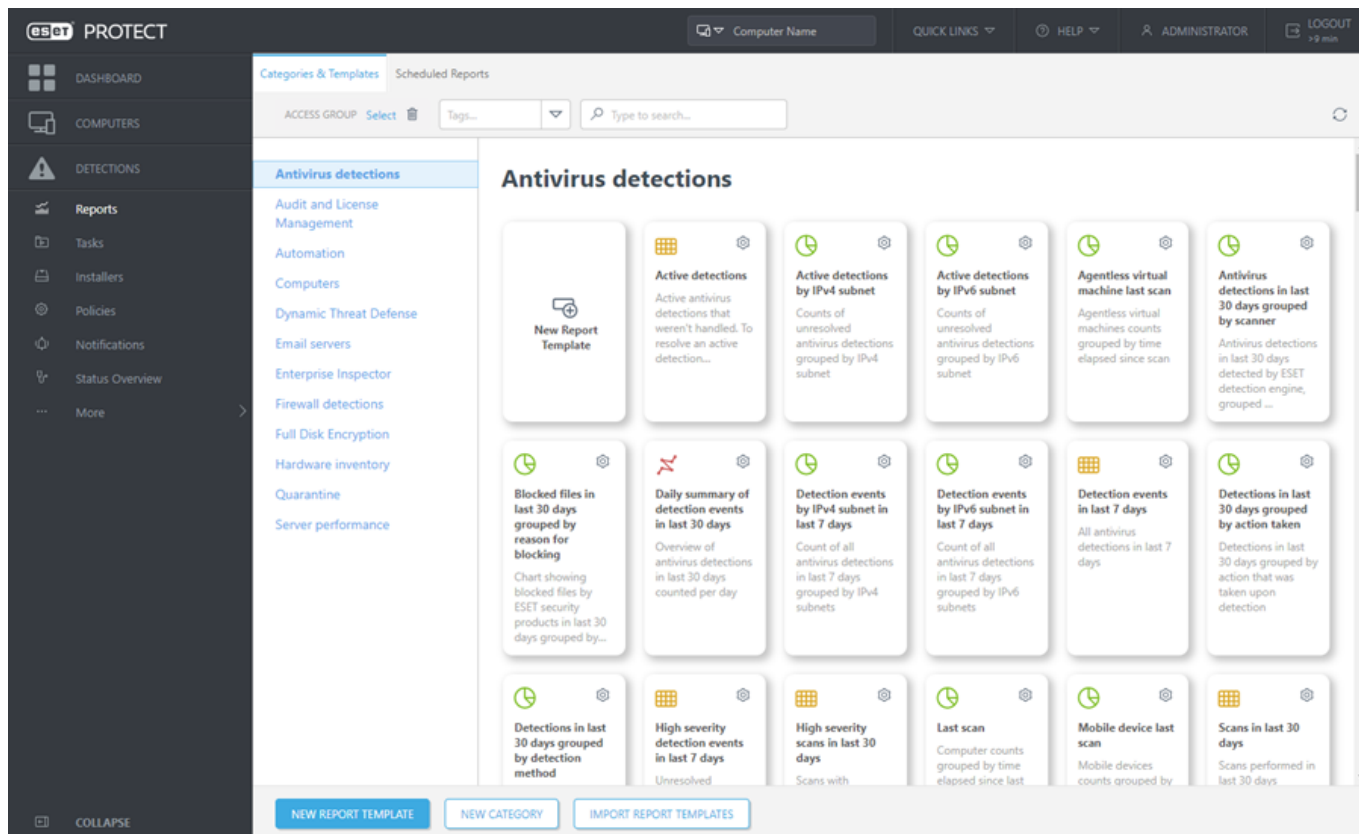 eset PROTECT
Computer Name
QUICK LINKS
HELP
ADMINISTRATOR
LOGOUT
>9 min
DASHBOARD
COMPUTERS
DETECTIONS
Reports
Tasks
Installers
Policies
Notifications
Status Overview
More
COLLAPSE
Categories & Templates
Scheduled Reports
ACCESS GROUP Select
Tags...
Type to search...
Antivirus detections
Audit and License
Management
Automation
Computers
Dynamic Threat Defense
Email servers
Enterprise Inspector
Firewall detections
Full Disk Encryption
Hardware inventory
Quarantine
Server performance
Antivirus detections
New Report
Template
Active detections
Active antivirus
detections that
weren't handled. To
resolve an active
detection...
Active detections
by IPv4 subnet
Counts of
unresolved
antivirus detections
grouped by IPv4
subnet
Active detections
by IPv6 subnet
Counts of
unresolved
antivirus detections
grouped by IPv6
subnet
Agentless virtual
machine last scan
Agentless virtual
machines counts
grouped by time
elapsed since scan
Antivirus
detections in last
30 days grouped
by scanner
Antivirus detections
in last 30 days
detected by ESET
detection engine,
grouped ...
Blocked files in
last 30 days
grouped by
reason for
blocking
Chart showing
blocked files by
ESET security
products in last 30
days grouped by...
Daily summary of
detection events
in last 30 days
Overview of
antivirus detections
in last 30 days
counted per day
Detection events
by IPv4 subnet in
last 7 days
Count of all
antivirus detections
in last 7 days
grouped by IPv4
subnets
Detection events
by IPv6 subnet in
last 7 days
Count of all
antivirus detections
in last 7 days
grouped by IPv6
subnets
Detection events
in last 7 days
All antivirus
detections in last 7
days
Detections in last
30 days grouped
by action taken
Detections in last
30 days grouped by
action that was
taken upon
detection
Detections in last
30 days grouped
by detection
method
High severity
detection events
in last 7 days
Unresolved
High severity
scans in last 30
days
Scans with
Last scan
Computer counts
grouped by time
elapsed since last
Mobile device last
scan
Mobile devices
counts grouped by
Scans in last 30
days
Scans performed in
last 30 days
NEW REPORT TEMPLATE
NEW CATEGORY
IMPORT REPORT TEMPLATES